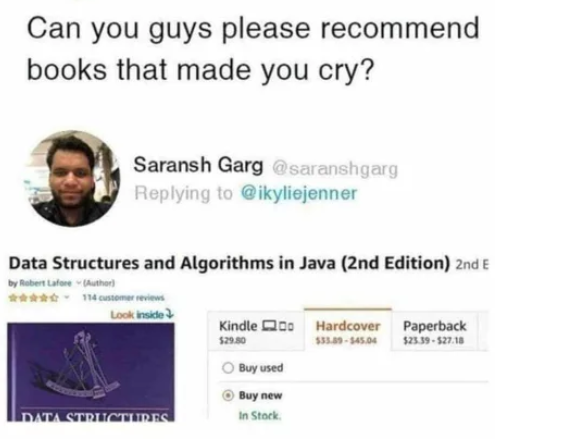 Can you guys please recommend
books that made you cry?
Saransh Garg @saranshgarg
Replying to @ikyliejenner
Data Structures and Algorithms in Java (2nd Edition) 2nd E
by Robert Lafore (Author)
114 customer reviews
Look inside
Kindle Hardcover Paperback
$29.80 $33.89 - $45.04 $23.39 - $27.18
Buy used
Buy new
In Stock.
DATA STRUCTURES